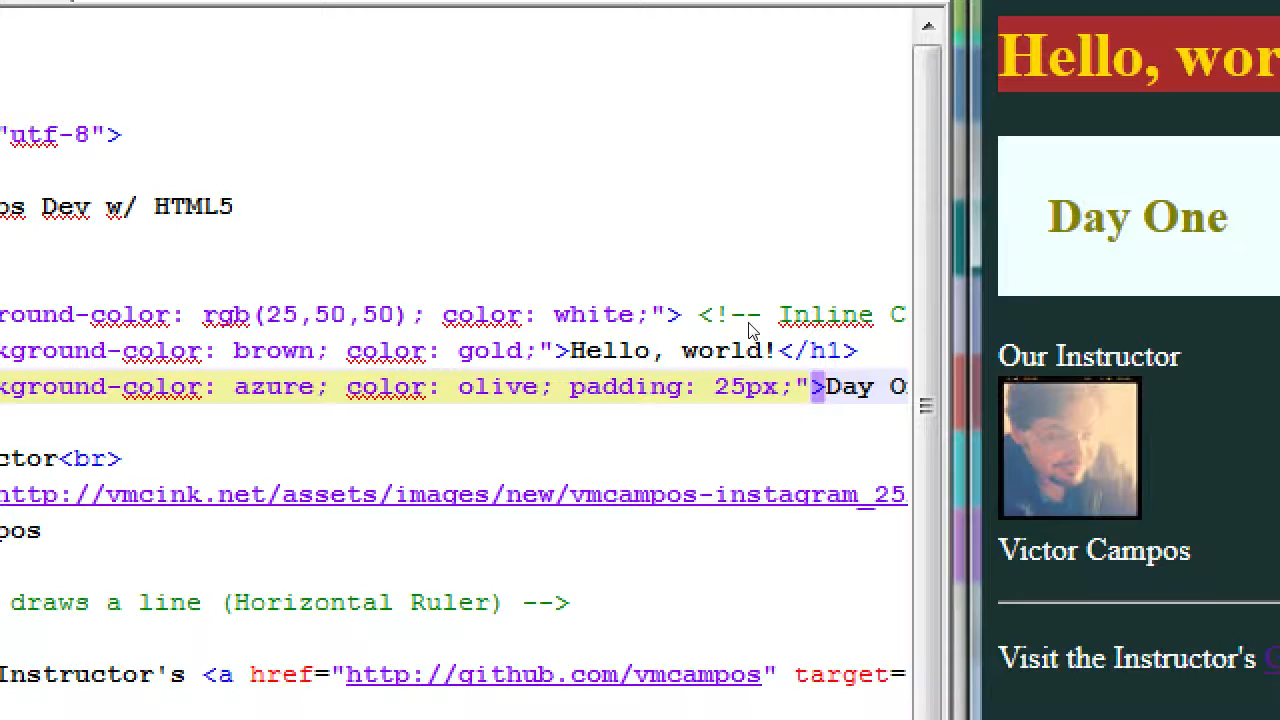 "utf-8">
os Dev w/ HTML5
round-color: rgb(25,50,50); color: white;"> <!-- Inline C
kground-color: brown; color: gold;">Hello, world!</h1>
kground-color: azure; color: olive; padding: 25px;">Day O
ctor<br>
http://vmcink.net/assets/images/new/vmcampos-instagram_25
pos
draws a line (Horizontal Ruler) -->
Instructor's <a href="http://github.com/vmcampos" target=
Hello, wor
Day One
Our Instructor
Victor Campos
Visit the Instructor's G